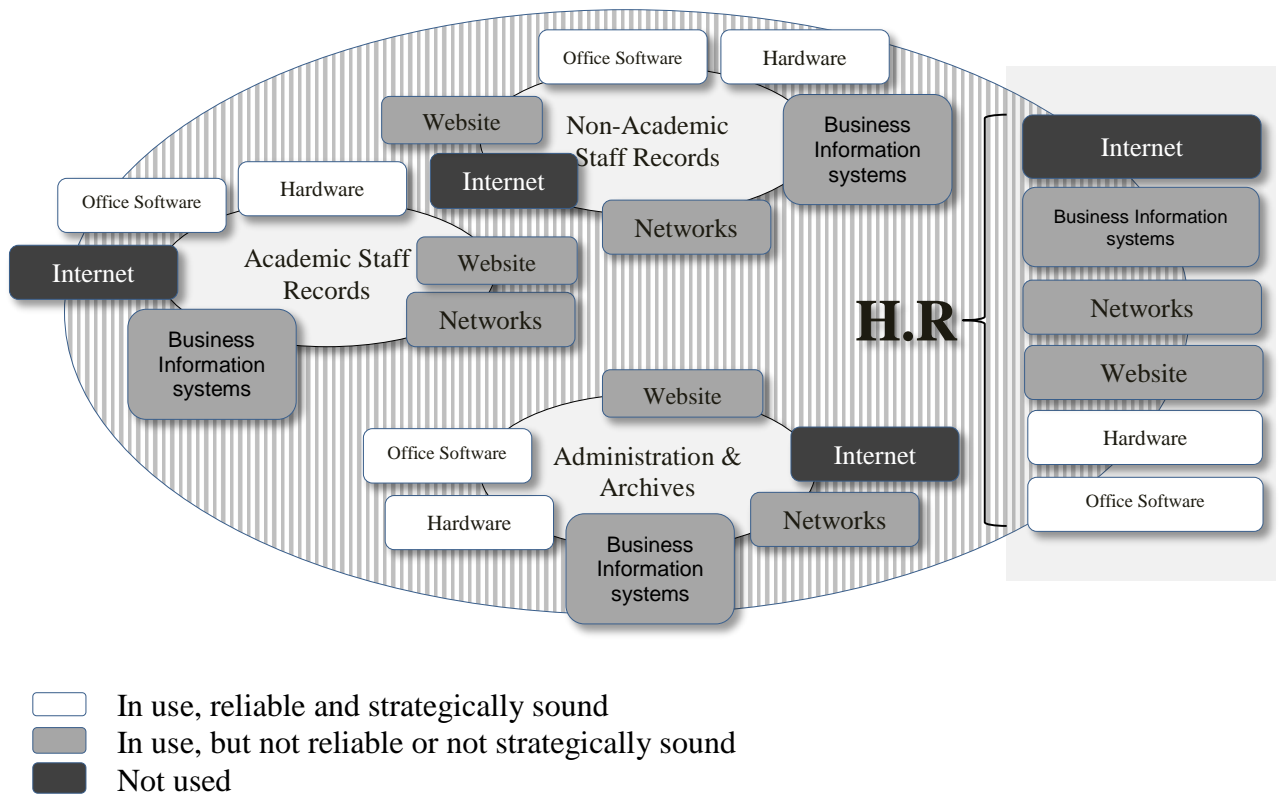 Office Software
Hardware
Website
Non-Academic
Staff Records
Business
Information
systems
Internet
Networks
Office Software
Hardware
Internet
Academic Staff
Records
Website
Networks
Business
Information
systems
Website
Office Software
Administration &
Archives
Internet
Hardware
Networks
Business
Information
systems
H.R
Internet
Business Information
systems
Networks
Website
Hardware
Office Software
In use, reliable and strategically sound
In use, but not reliable or not strategically sound
Not used